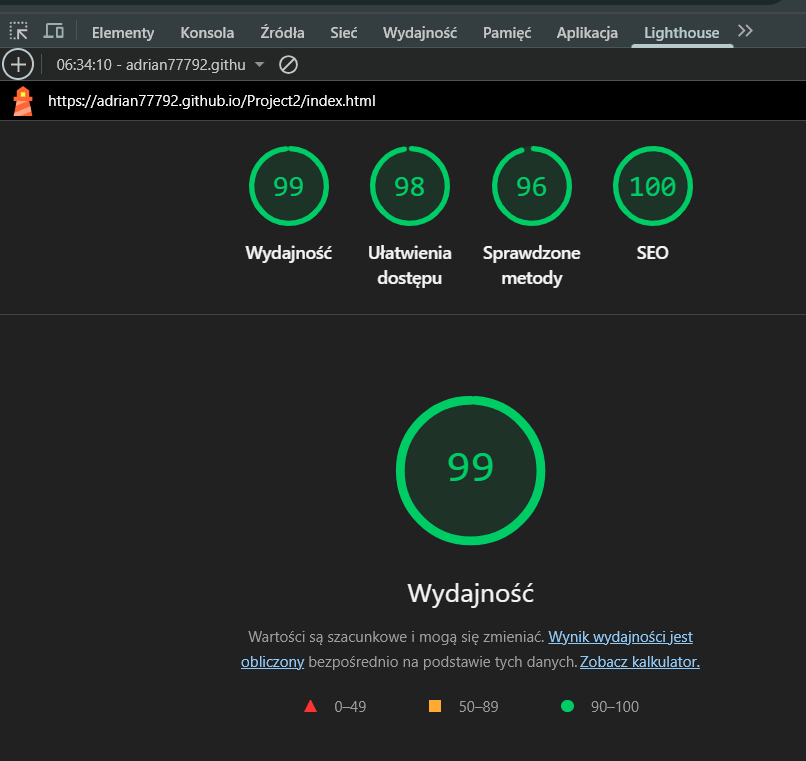 Elementy Konsola Źródła Sieć Wydajność Pamięć Aplikacja Lighthouse
06:34:10 - adrian77792.githu
https://adrian77792.github.io/Project2/index.html
99 98 96 100
Wydajność Ułatwienia dostępu Sprawdzone metody SEO
99
Wydajność
Wartości są szacunkowe i mogą się zmieniać. Wynik wydajności jest
obliczony bezpośrednio na podstawie tych danych. Zobacz kalkulator.
0–49 50–89 90–100